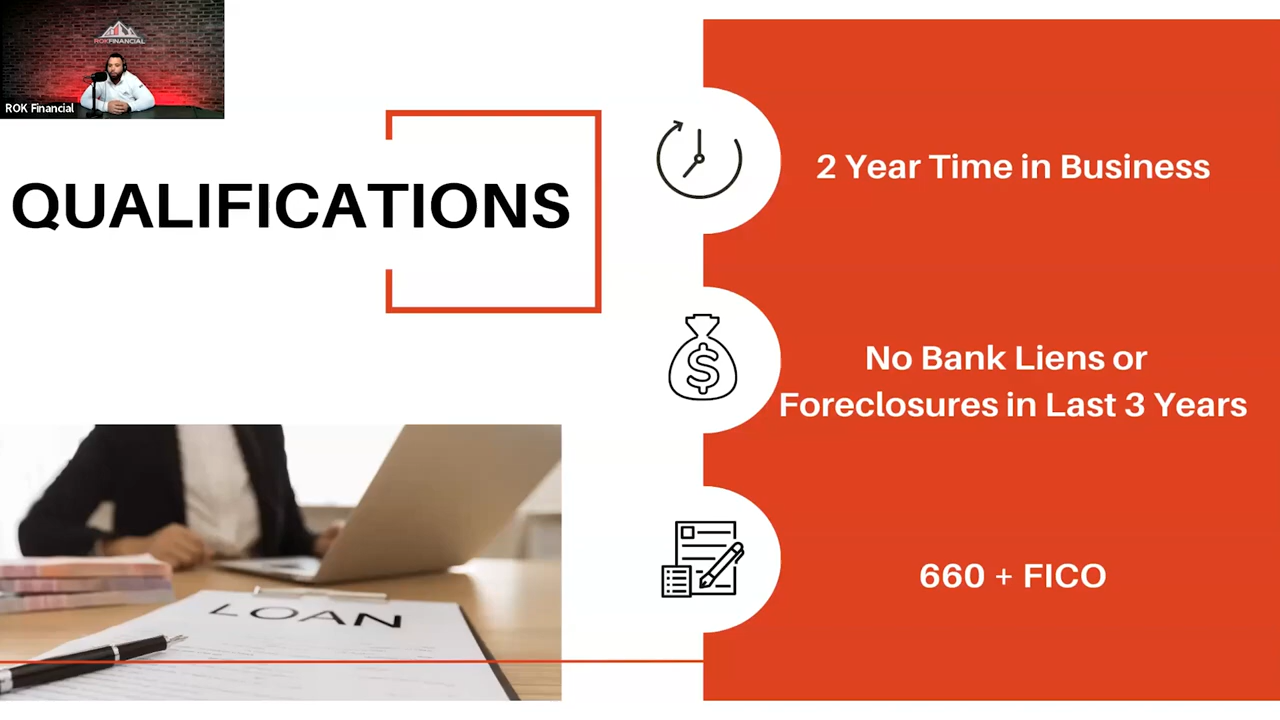 ROKFINANCIAL
ROK Financial
QUALIFICATIONS
2 Year Time in Business
$
No Bank Liens or
Foreclosures in Last 3 Years
660 + FICO
LOAN